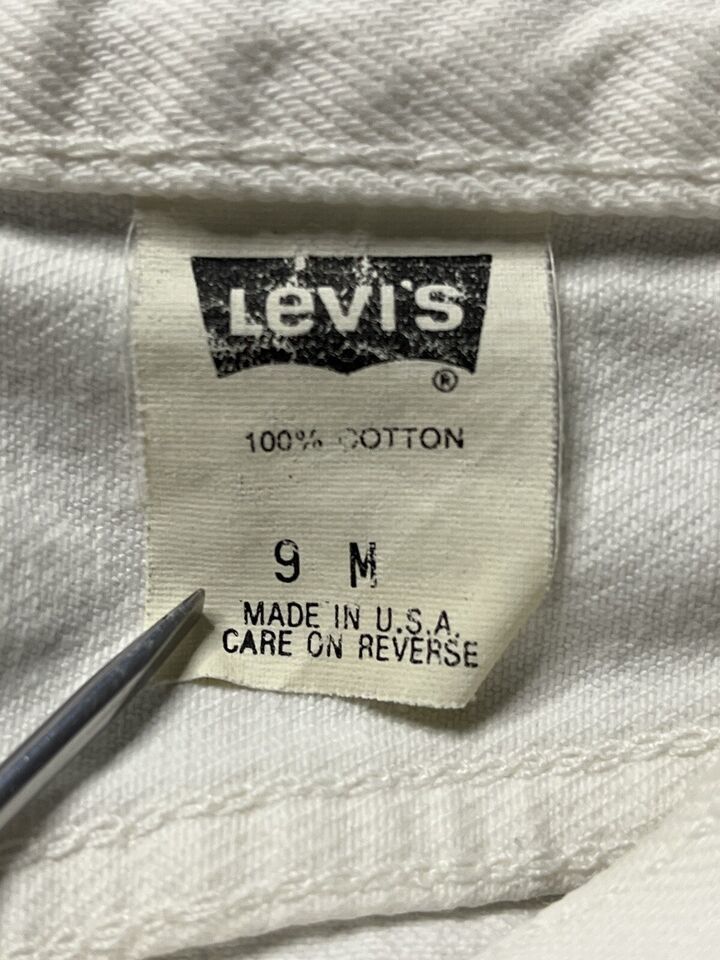 Levi's
®
100% COTTON
9 M
MADE IN U.S.A.
CARE ON REVERSE